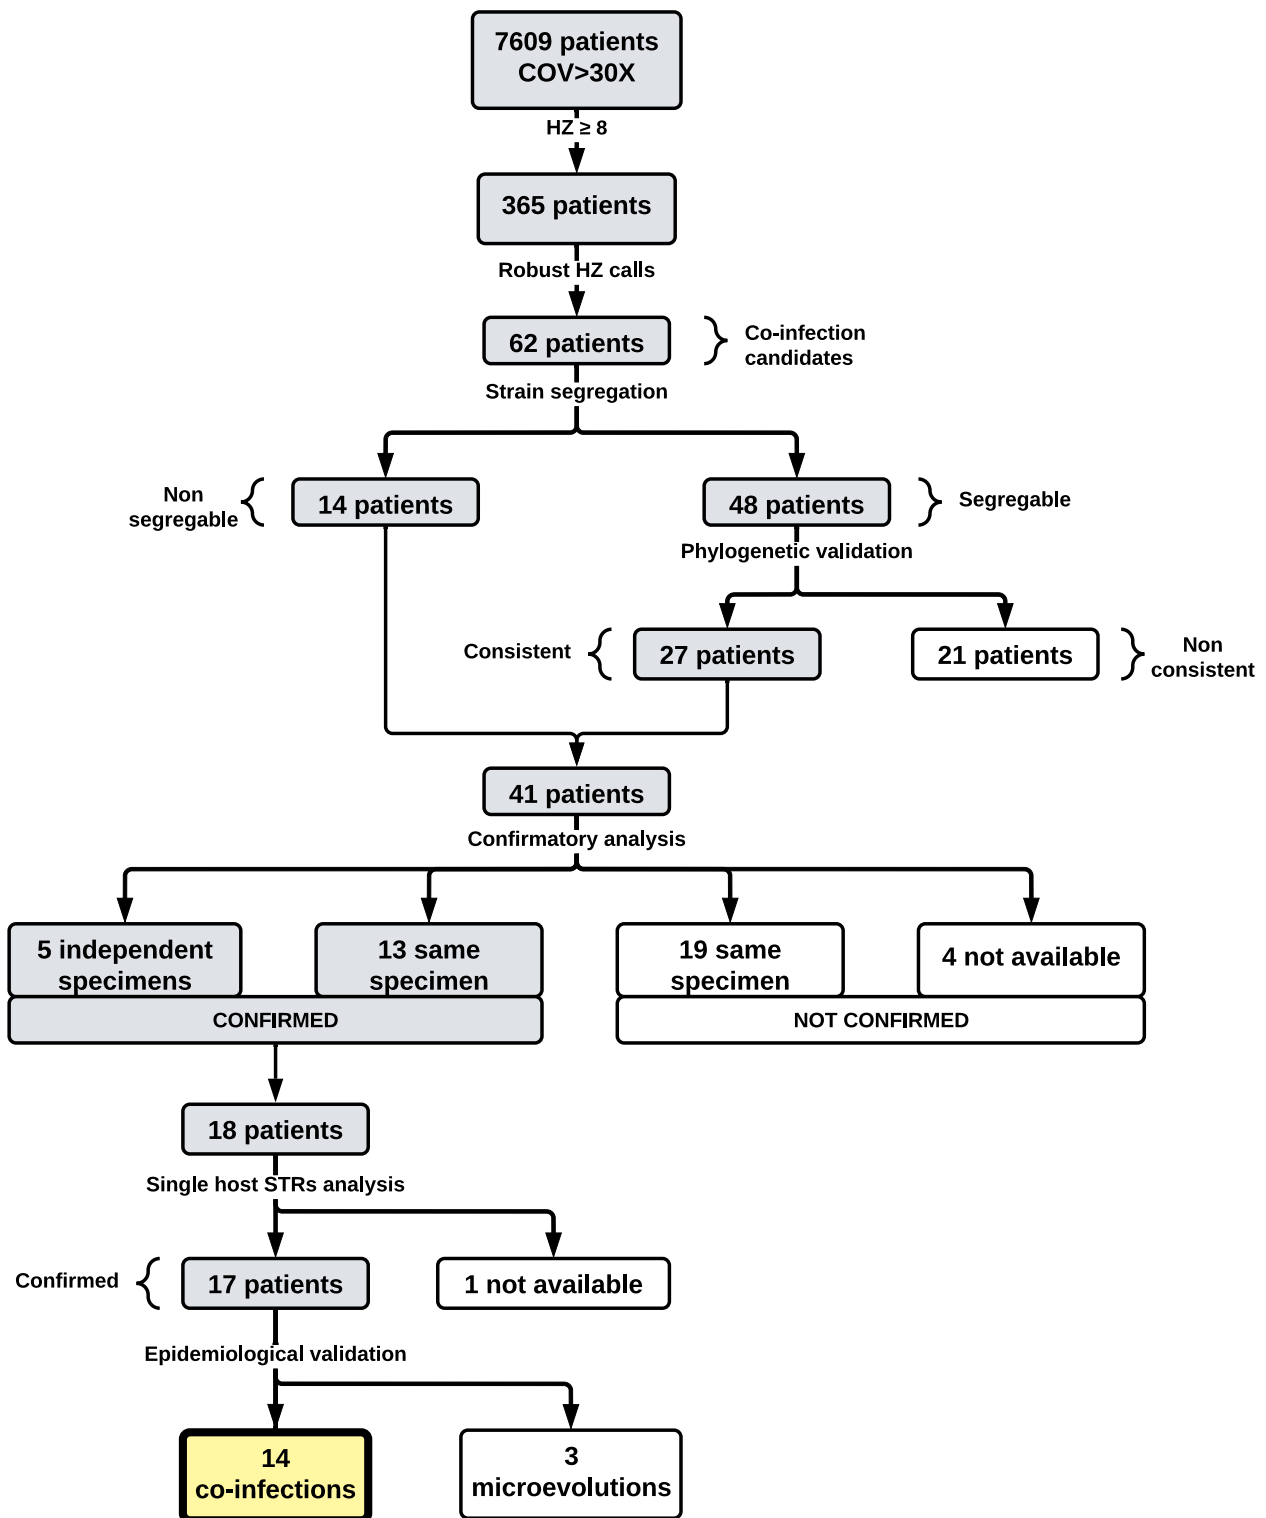 7609 patients
COV>30X
HZ ≥ 8
365 patients
Robust HZ calls
62 patients
Co-infection
candidates
Strain segregation
Non
segregable
14 patients
48 patients
Segregable
Phylogenetic validation
Consistent
27 patients
21 patients
Non
consistent
41 patients
Confirmatory analysis
5 independent
specimens
13 same
specimen
19 same
specimen
4 not available
CONFIRMED
NOT CONFIRMED
18 patients
Single host STRs analysis
Confirmed
17 patients
1 not available
Epidemiological validation
14
co-infections
3
microevolutions